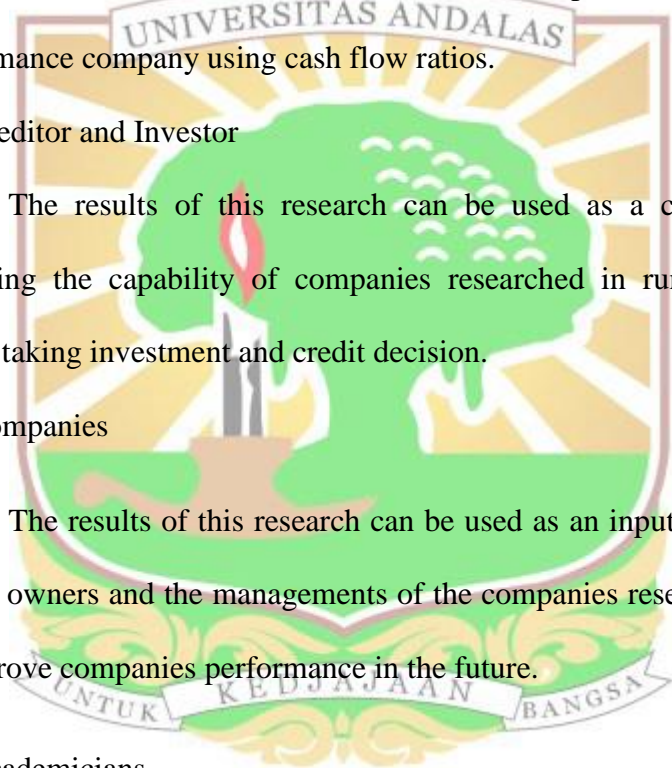 UNIVERSITAS ANDALAS
mance company using cash flow ratios.
editor and Investor
The results of this research can be used as a c
ing the capability of companies researched in ru
taking investment and credit decision.
ompanies
The results of this research can be used as an input
owners and the managements of the companies rese
rove companies performance in the future.
UNTUK KEDJAJAAN BANGSA
cademicians